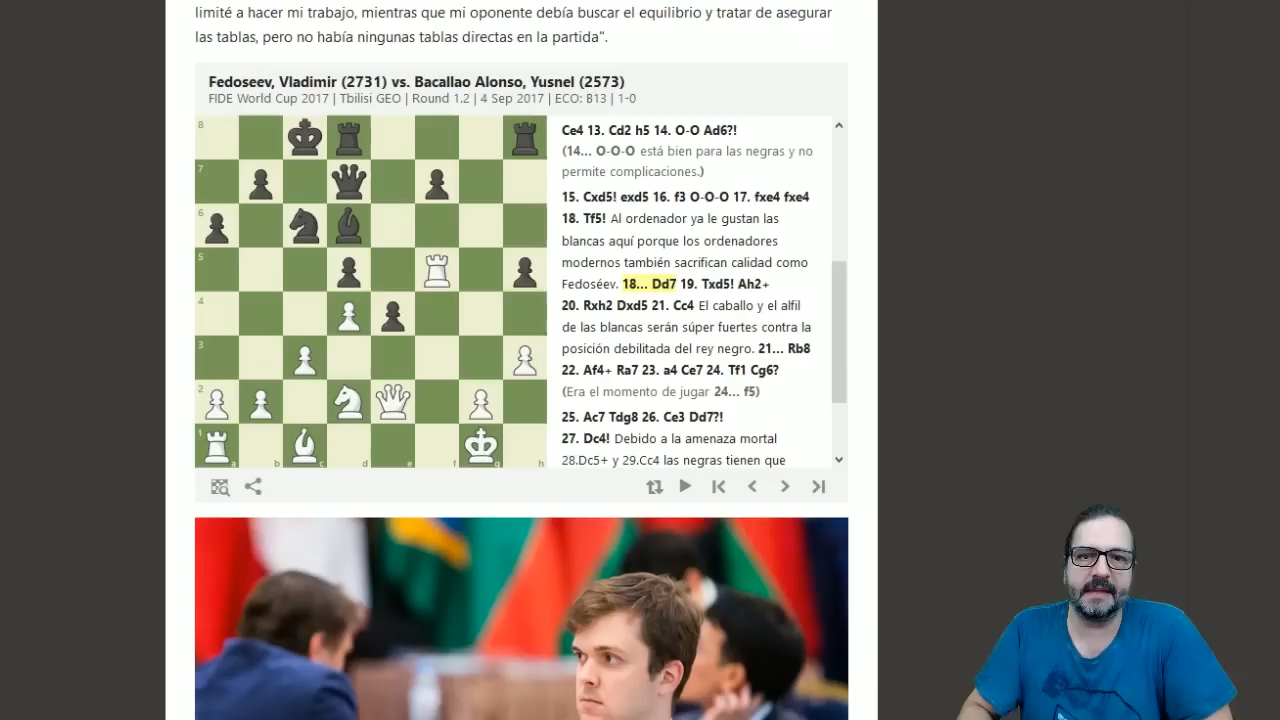 limité a hacer mi trabajo, mientras que mi oponente debía buscar el equilibrio y tratar de asegurar
las tablas, pero no había ningunas tablas directas en la partida".
Fedoseev, Vladimir (2731) vs. Bacallao Alonso, Yusnel (2573)
FIDE World Cup 2017 | Tbilisi GEO | Round 1.2 | 4 Sep 2017 | ECO: B13 | 1-0
8
7
6
5
4
3
2
1
a b c d e f g h
Ce4 13. Cd2 h5 14. O-O Ad6?!
(14... O-O-O está bien para las negras y no
permite complicaciones.)
15. Cxd5! exd5 16. f3 O-O-O 17. fxe4 fxe4
18. Tf5! Al ordenador ya le gustan las
blancas aquí porque los ordenadores
modernos también sacrifican calidad como
Fedoséev. 18... Dd7 19. Txd5! Ah2+
20. Rxh2 Dxd5 21. Cc4 El caballo y el alfil
de las blancas serán súper fuertes contra la
posición debilitada del rey negro. 21... Rb8
22. Af4+ Ra7 23. a4 Ce7 24. Tf1 Cg6?
(Era el momento de jugar 24... f5)
25. Ac7 Tdg8 26. Ce3 Dd7?!
27. Dc4! Debido a la amenaza mortal
28.Dc5+ y 29.Cc4 las negras tienen que